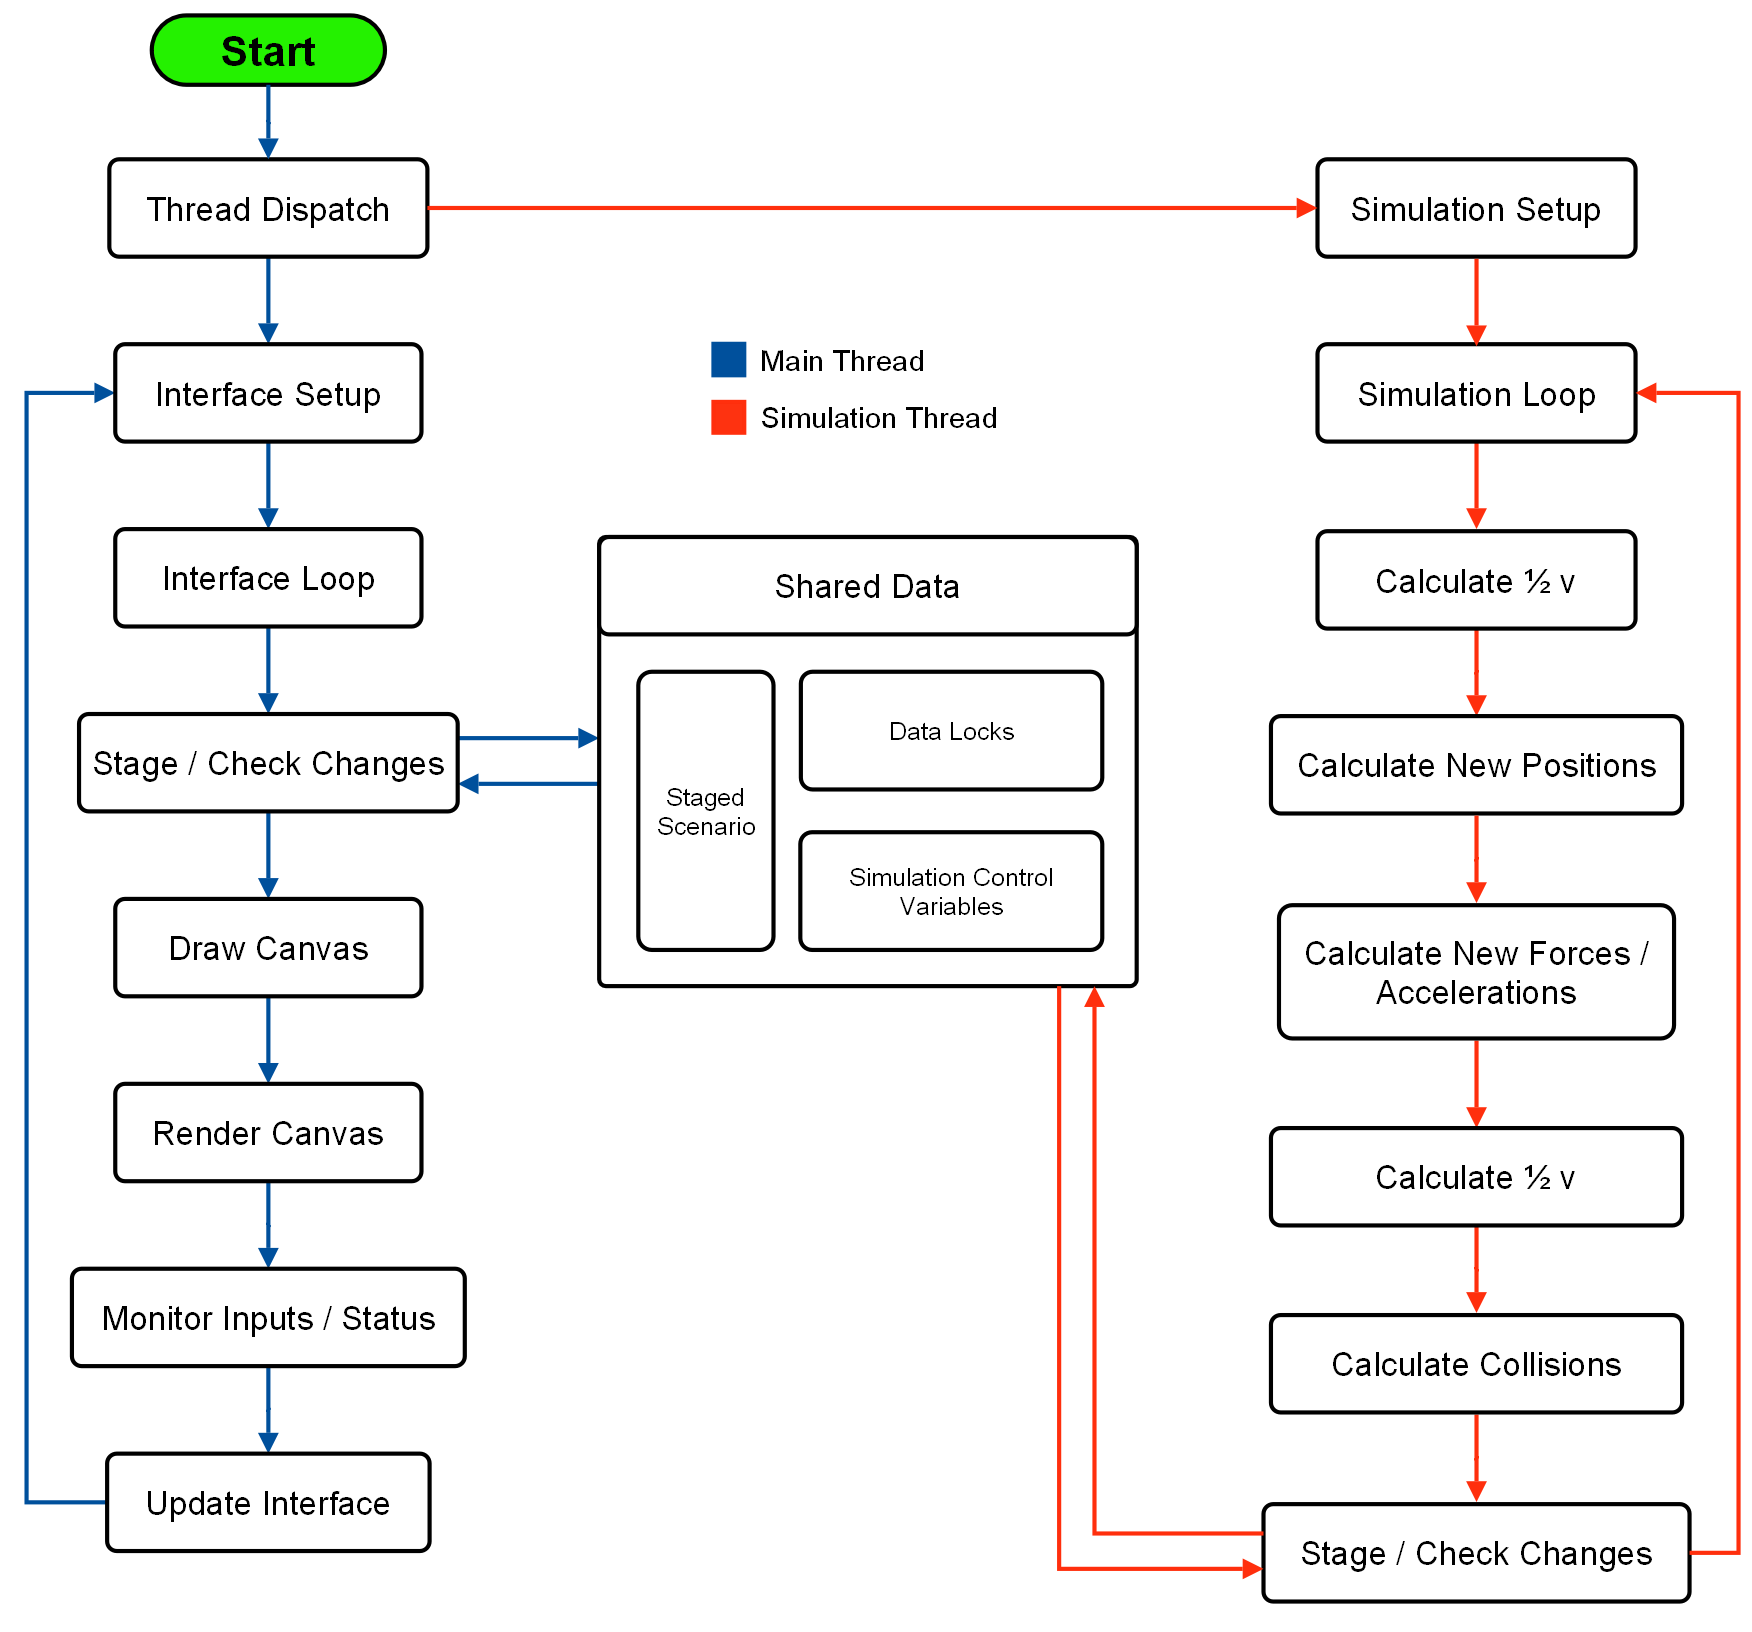 Start
Thread Dispatch
Simulation Setup
Interface Setup
Main Thread
Simulation Thread
Simulation Loop
Interface Loop
Shared Data
Calculate ½ v
Stage / Check Changes
Staged
Scenario
Data Locks
Simulation Control
Variables
Calculate New Positions
Draw Canvas
Calculate New Forces /
Accelerations
Render Canvas
Calculate ½ v
Monitor Inputs / Status
Calculate Collisions
Update Interface
Stage / Check Changes